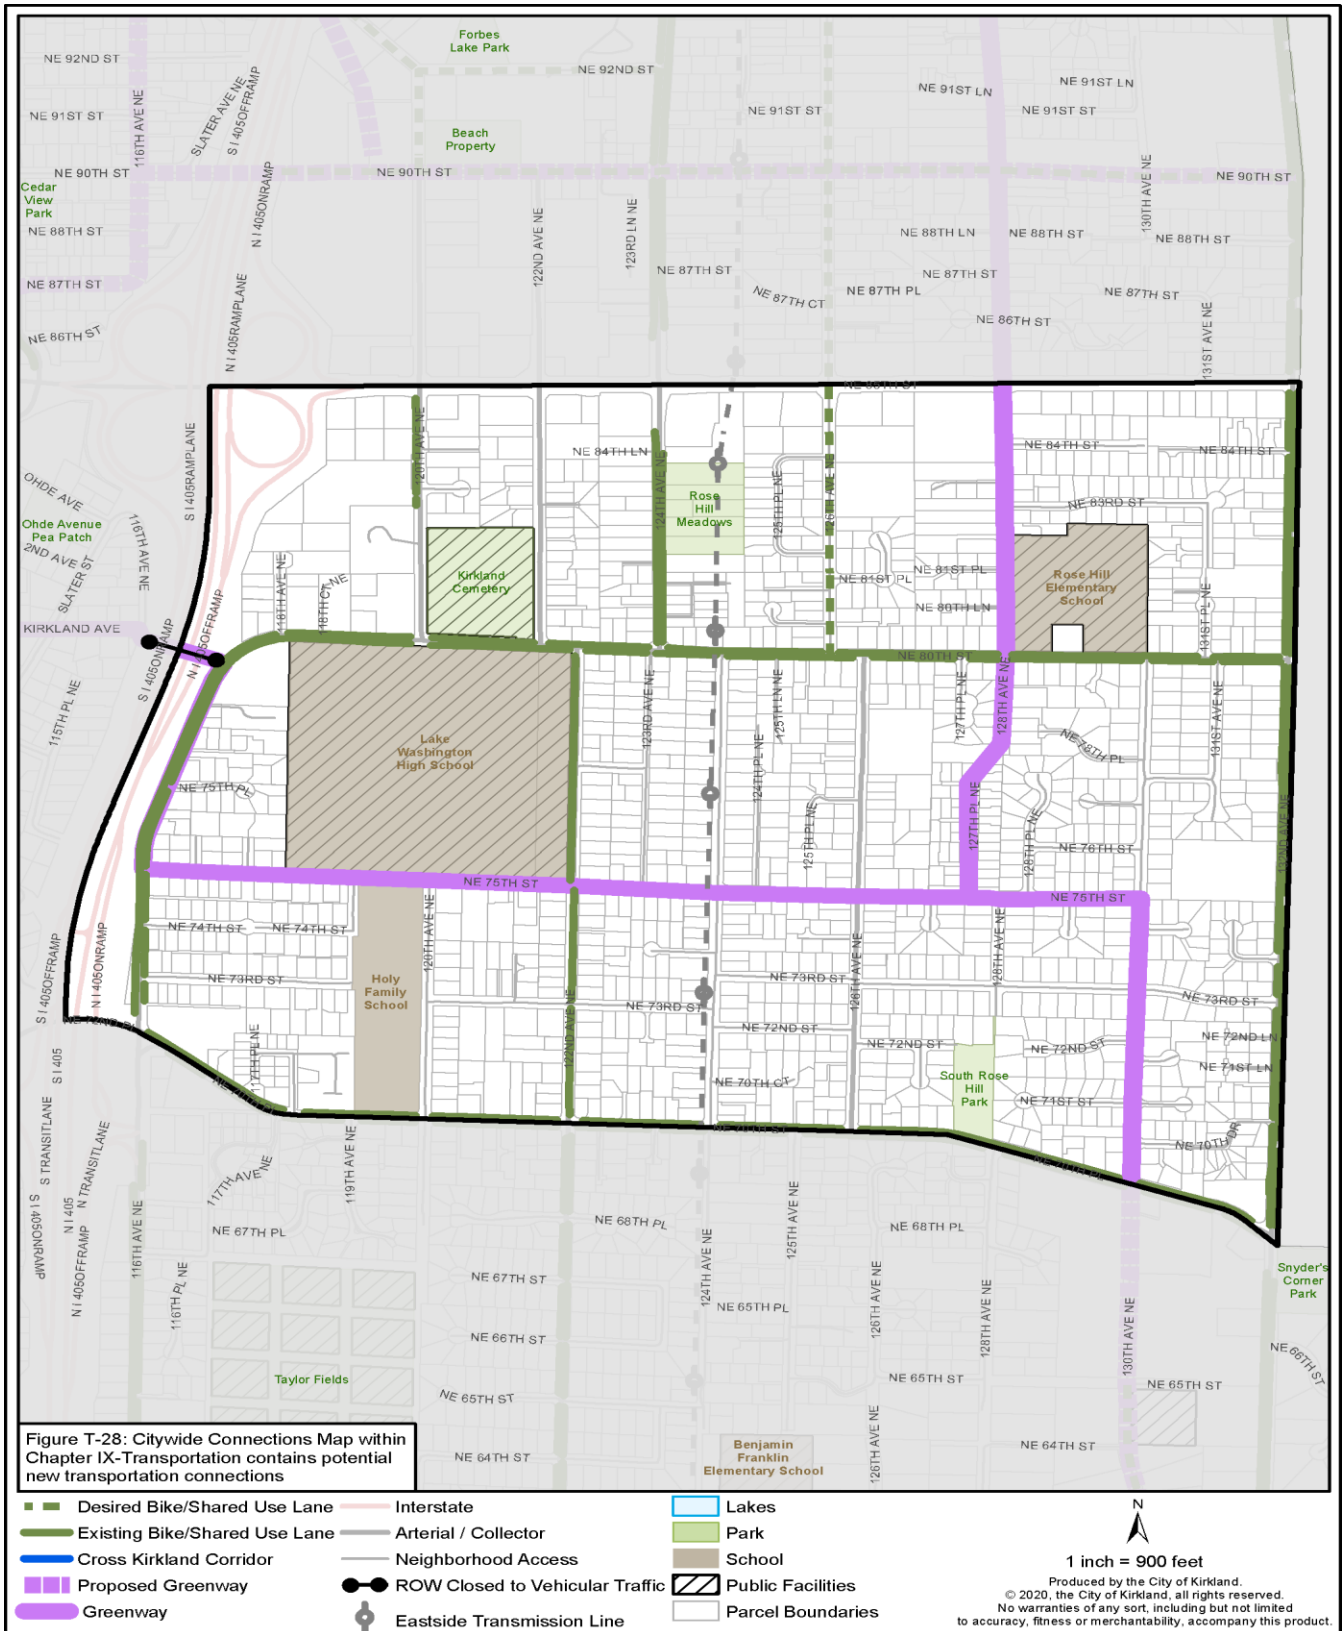 Forbes
Lake Park
NE 92ND ST
NE 92ND ST
NE 91ST LN
NE 91ST LN
SLATER AVE NE
S I 405OFFRAMP
116TH AVE NE
NE 91ST ST
NE 91ST ST
NE 91ST ST
Beach
Property
NE 90TH ST
NE 90TH ST
NE 90TH ST
N I 405ONRAMP
130TH AVE NE
Cedar
View
Park
NE 88TH ST
122ND AVE NE
123RD LN NE
NE 88TH LN
NE 88TH ST
NE 88TH ST
NE 87TH ST
NE 87TH ST
NE 87TH ST
NE 87TH CT
NE 87TH PL
NE 87TH ST
NE 86TH ST
N I 405RAMPLANE
NE 86TH ST
131ST AVE NE
NE 85TH ST
S I 405RAMPLANE
120TH AVE NE
NE 84TH LN
124TH AVE NE
125TH PL NE
126TH AVE NE
NE 84TH ST
NE 84TH ST
OHDE AVE
Rose
Hill
Meadows
NE 83RD ST
Ohde Avenue
Pea Patch
116TH AVE NE
2ND AVE
SLATER ST
118TH AVE NE
118TH CT NE
Kirkland
Cemetery
NE 81ST PL
NE 81ST PL
Rose Hill
Elementary
School
NE 80TH LN
131ST PL NE
KIRKLAND AVE
S I 405ONRAMP
N I 405OFFRAMP
NE 80TH ST
115TH PL NE
Lake
Washington
High School
123RD AVE NE
125TH LN NE
124TH PL NE
127TH PL NE
128TH AVE NE
NE 78TH PL
131ST AVE NE
NE 75TH PL
125TH PL NE
127TH PL NE
128TH PL NE
NE 76TH ST
132ND AVE NE
NE 75TH ST
NE 75TH ST
NE 74TH ST
NE 74TH ST
120TH AVE NE
128TH AVE NE
126TH AVE NE
S I 405OFFRAMP
N I 405ONRAMP
NE 73RD ST
Holy
Family
School
NE 73RD ST
NE 73RD ST
NE 73RD ST
122ND AVE NE
NE 72ND PL
NE 72ND ST
NE 72ND ST
NE 72ND ST
NE 72ND LN
S I 405
117TH PL NE
NE 71ST LN
South Rose
Hill
Park
NE 70TH CT
NE 71ST ST
NE 70TH PL
NE 70TH ST
NE 70TH DR
NE 70TH PL
S TRANSITLANE
N TRANSITLANE
117TH AVE NE
119TH AVE NE
S I 405ONRAMP
N I 405
N I 405OFFRAMP
116TH AVE NE
NE 67TH PL
NE 68TH PL
125TH AVE NE
NE 68TH PL
116TH PL NE
NE 67TH ST
124TH AVE NE
NE 65TH PL
126TH AVE NE
128TH AVE NE
Snyder's
Corner
Park
NE 66TH ST
130TH AVE NE
NE 66TH ST
Taylor Fields
NE 65TH ST
NE 65TH ST
NE 65TH ST
126TH AVE NE
NE 64TH ST
Benjamin
Franklin
Elementary School
NE 64TH ST
Figure T-28: Citywide Connections Map within
Chapter IX-Transportation contains potential
new transportation connections
Desired Bike/Shared Use Lane
Existing Bike/Shared Use Lane
Cross Kirkland Corridor
Proposed Greenway
Greenway
Interstate
Arterial / Collector
Neighborhood Access
ROW Closed to Vehicular Traffic
Eastside Transmission Line
Lakes
Park
School
Public Facilities
Parcel Boundaries
N
1 inch = 900 feet
Produced by the City of Kirkland.
© 2020, the City of Kirkland, all rights reserved.
No warranties of any sort, including but not limited
to accuracy, fitness or merchantability, accompany this product.